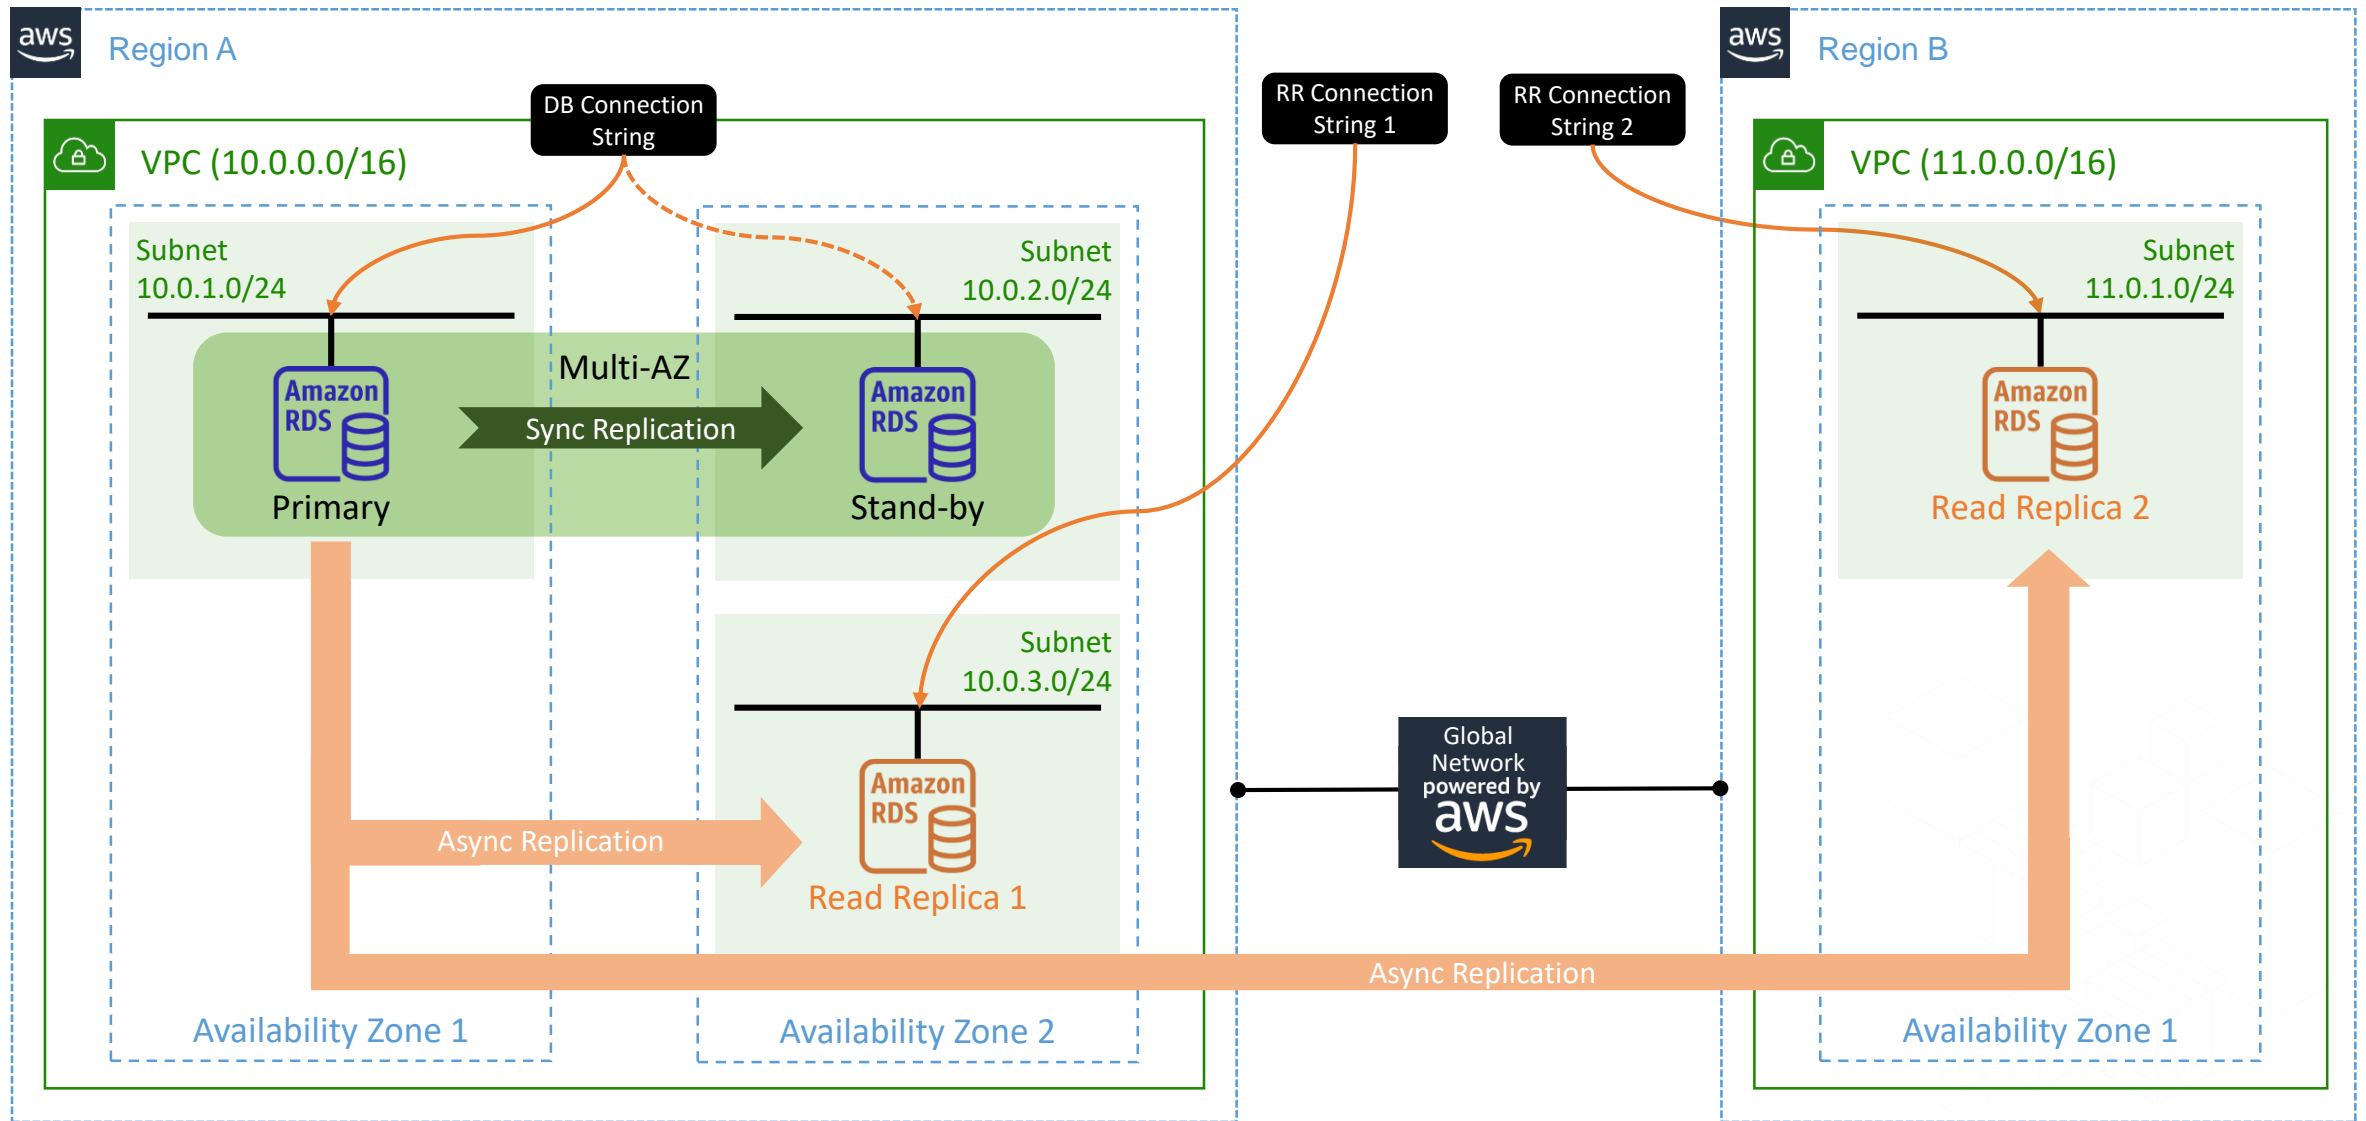 aws
Region A
DB Connection
String
VPC (10.0.0.0/16)
Subnet
10.0.1.0/24
Subnet
10.0.2.0/24
Multi-AZ
Amazon
RDS
Sync Replication
Amazon
RDS
Primary
Stand-by
Subnet
10.0.3.0/24
Amazon
RDS
Async Replication
Read Replica 1
Availability Zone 1
Availability Zone 2
RR Connection
String 1
RR Connection
String 2
Global
Network
powered by
aws
Async Replication
aws
Region B
VPC (11.0.0.0/16)
Subnet
11.0.1.0/24
Amazon
RDS
Read Replica 2
Availability Zone 1